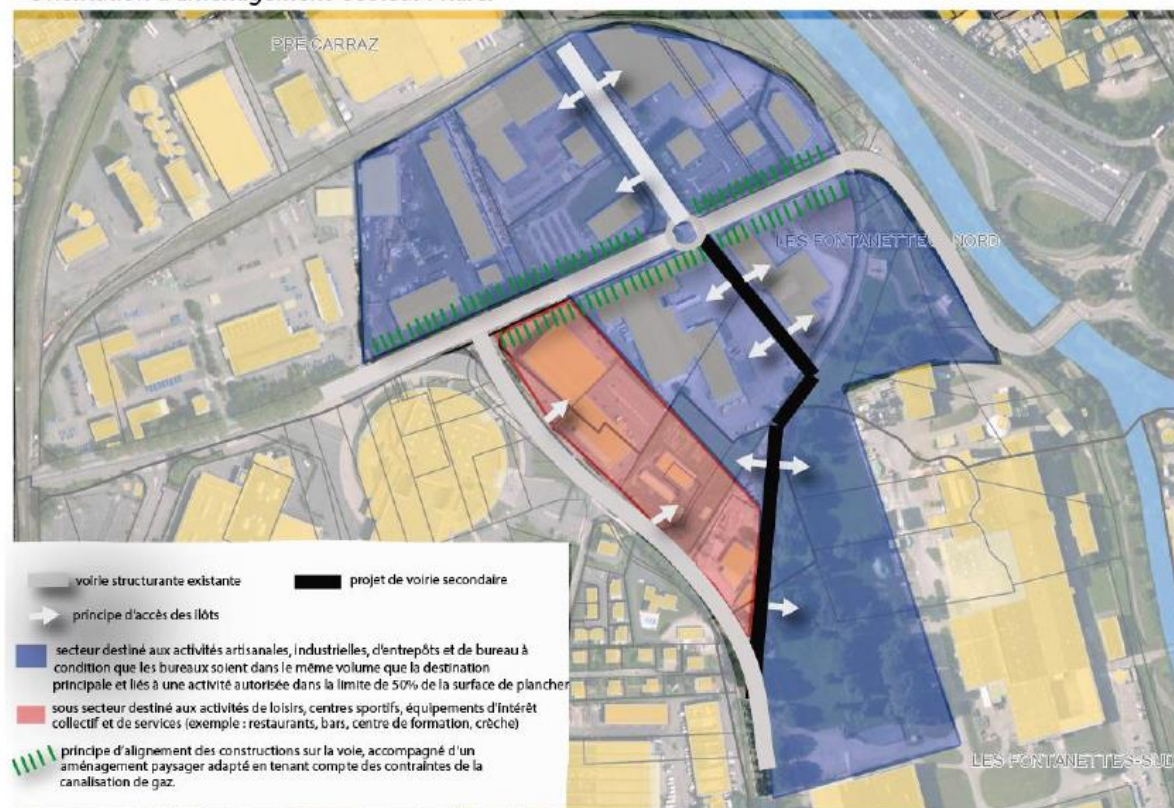 PRE CARRAZ
LES FONTANETTES NORD
voirie structurante existante
projet de voirie secondaire
principe d'accès des îlôts
secteur destiné aux activités artisanales, industrielles, d'entrepôts et de bureau à
condition que les bureaux soient dans le même volume que la destination
principale et liés à une activité autorisée dans la limite de 50% de la surface de plancher
sous secteur destiné aux activités de loisirs, centres sportifs, équipements d'intérêt
collectif et de services (exemple : restaurants, bars, centre de formation, crêche)
principe d'alignement des constructions sur la voie, accompagné d'un
aménagement paysager adapté en tenant compte des contraintes de la
canalisation de gaz.
LES FONTANETTES-SUD